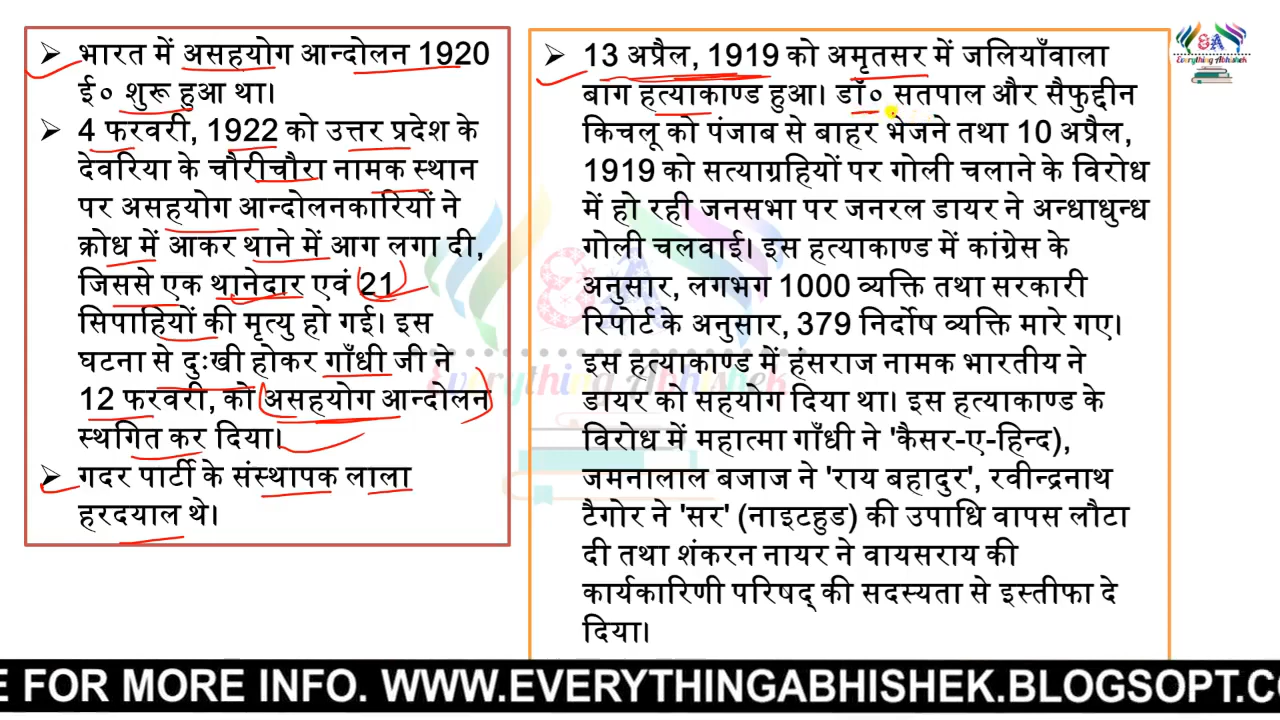 भारत में असहयोग आन्दोलन 1920
ई० शुरू हुआ था।
4 फरवरी, 1922 को उत्तर प्रदेश के
देवरिया के चौरीचौरा नामक स्थान
पर असहयोग आन्दोलनकारियों ने
क्रोध में आकर थाने में आग लगा दी,
जिससे एक थानेदार एवं 21
सिपाहियों की मृत्यु हो गई। इस
घटना से दुःखी होकर गाँधी जी ने
12 फरवरी, को असहयोग आन्दोलन
स्थगित कर दिया।
गदर पार्टी के संस्थापक लाला
हरदयाल थे।
13 अप्रैल, 1919 को अमृतसर में जलियाँवाला
बाग हत्याकाण्ड हुआ। डॉ० सतपाल और सैफुद्दीन
किचलू को पंजाब से बाहर भेजने तथा 10 अप्रैल,
1919 को सत्याग्रहियों पर गोली चलाने के विरोध
में हो रही जनसभा पर जनरल डायर ने अन्धाधुन्ध
गोली चलवाई। इस हत्याकाण्ड में कांग्रेस के
अनुसार, लगभग 1000 व्यक्ति तथा सरकारी
रिपोर्ट के अनुसार, 379 निर्दोष व्यक्ति मारे गए।
इस हत्याकाण्ड में हंसराज नामक भारतीय ने
डायर को सहयोग दिया था। इस हत्याकाण्ड के
विरोध में महात्मा गाँधी ने 'कैसर-ए-हिन्द),
जमनालाल बजाज ने 'राय बहादुर', रवीन्द्रनाथ
टैगोर ने 'सर' (नाइटहुड) की उपाधि वापस लौटा
दी तथा शंकरन नायर ने वायसराय की
कार्यकारिणी परिषद् की सदस्यता से इस्तीफा दे
दिया।
EA
Everything Abhishek
EA
Everything Abhishek
E FOR MORE INFO. WWW.EVERYTHINGABHISHEK.BLOGSOPT.CO